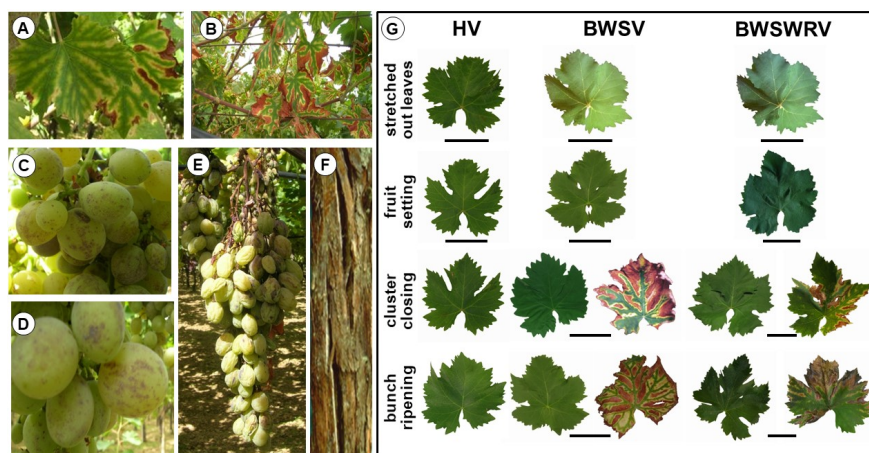 A
B
C
D
E
F
G
HV
BWSV
BWSWRV
stretched
out leaves
fruit
setting
cluster
closing
bunch
ripening